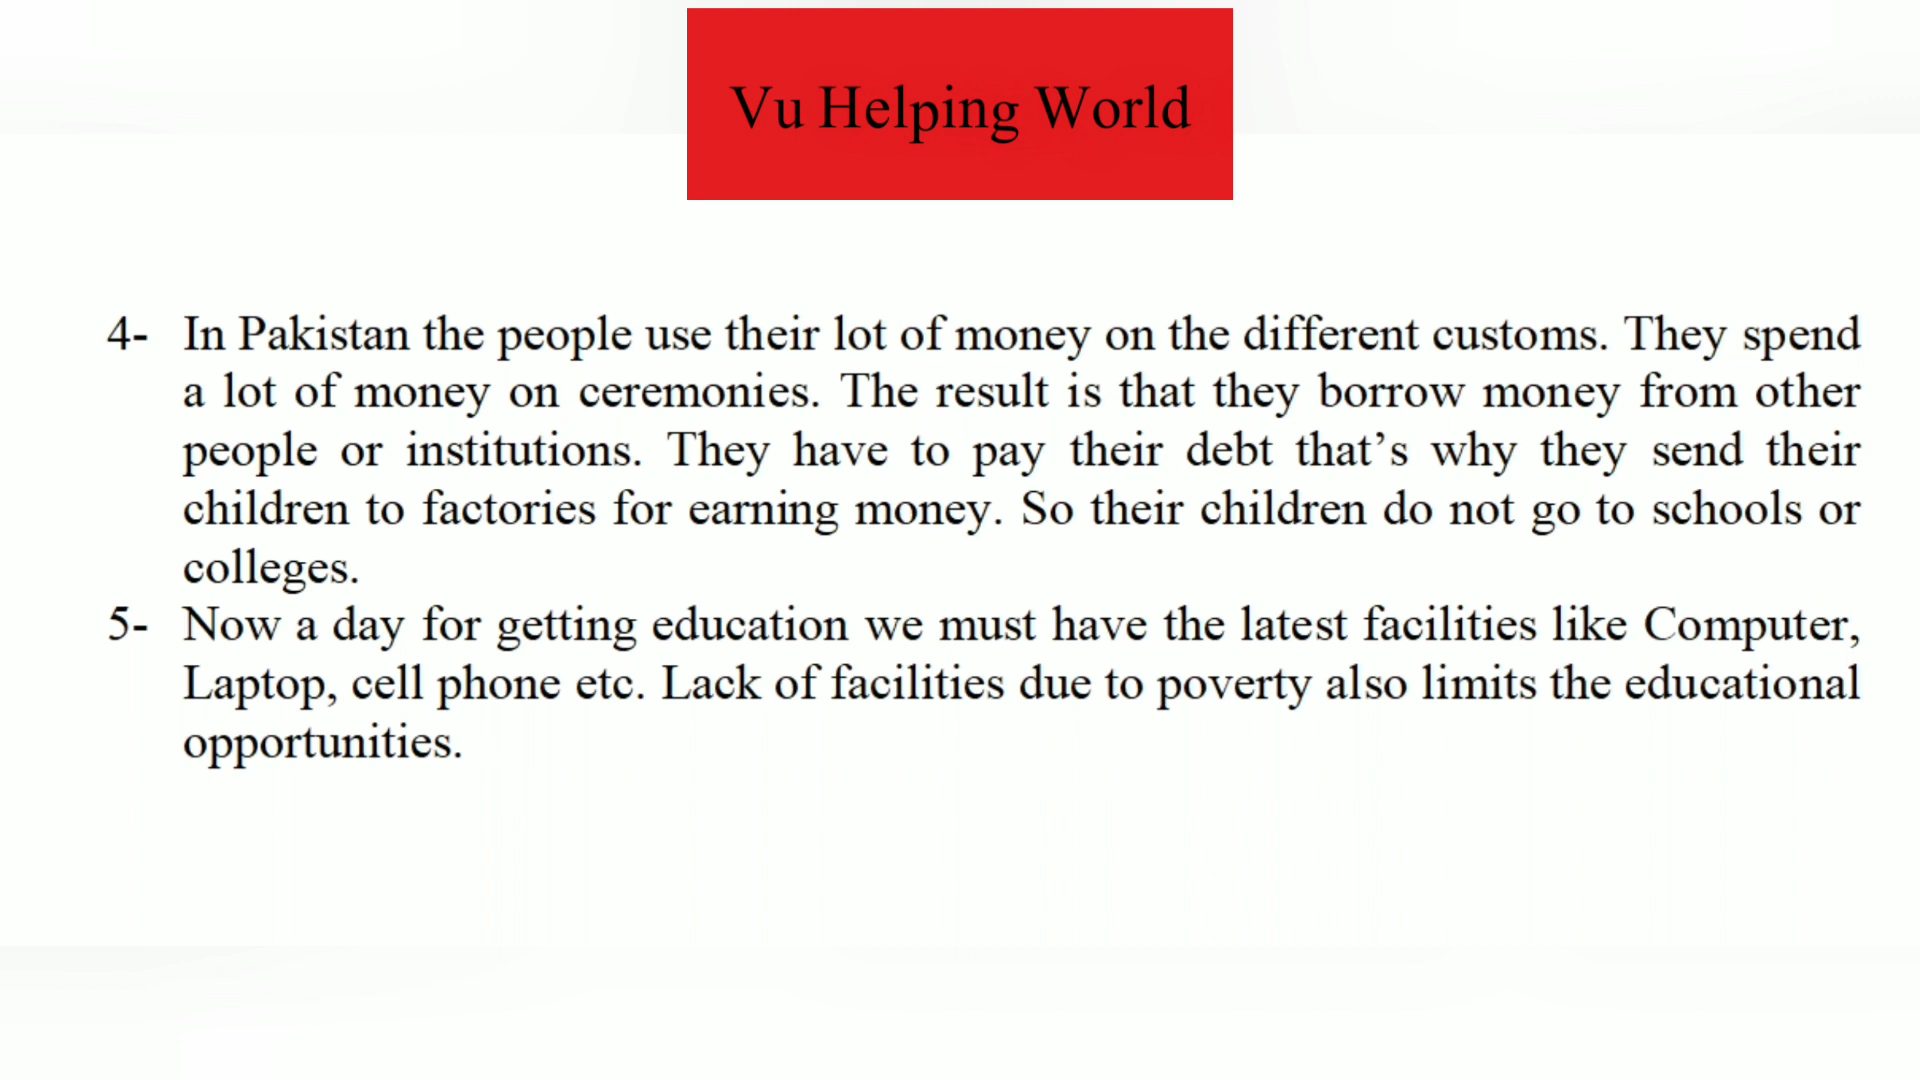 Vu Helping World
4- In Pakistan the people use their lot of money on the different customs. They spend
a lot of money on ceremonies. The result is that they borrow money from other
people or institutions. They have to pay their debt that’s why they send their
children to factories for earning money. So their children do not go to schools or
colleges.
5- Now a day for getting education we must have the latest facilities like Computer,
Laptop, cell phone etc. Lack of facilities due to poverty also limits the educational
opportunities.